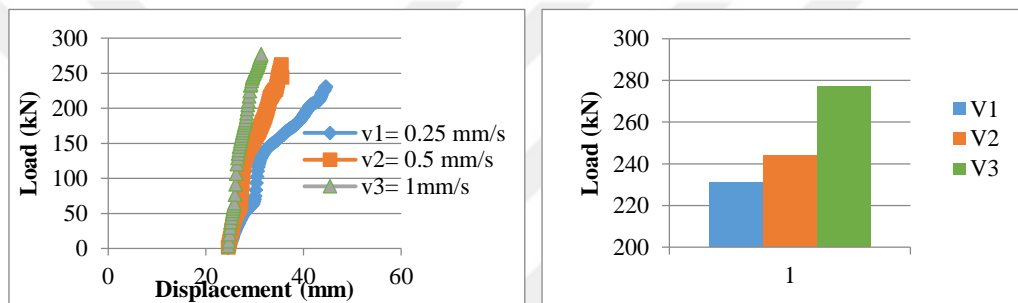 Load (kN)
300
250
200
150
100
50
0
0 20 40 60
Displacement (mm)
v1= 0.25 mm/s
v2= 0.5 mm/s
v3= 1mm/s
Load (kN)
300
280
260
240
220
200
1
V1
V2
V3